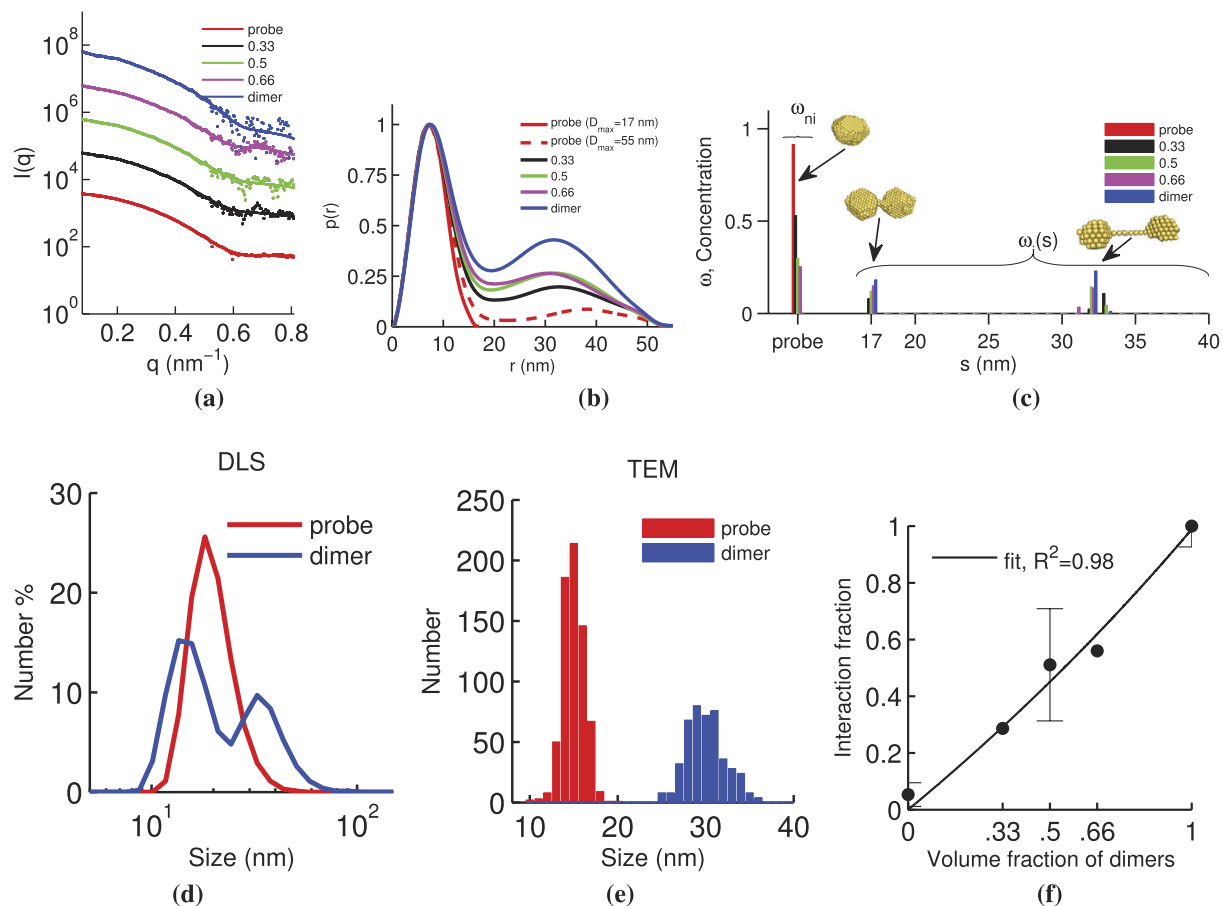 10^8
10^6
10^4
10^2
10^0
I(q)
probe
0.33
0.5
0.66
dimer
0.2 0.4 0.6 0.8
q (nm^-1)
(a)
1
0.75
0.5
0.25
0
p(r)
probe (D_max=17 nm)
probe (D_max=55 nm)
0.33
0.5
0.66
dimer
0 10 20 30 40 50
r (nm)
(b)
1
0.5
0
ω, Concentration
ω_ni
probe
0.33
0.5
0.66
dimer
ω_i(s)
probe 17 20 25 30 35 40
s (nm)
(c)
DLS
30
20
10
0
Number %
probe
dimer
10^1 10^2
Size (nm)
(d)
TEM
250
200
150
100
50
0
Number
probe
dimer
10 20 30 40
Size (nm)
(e)
1
0.8
0.6
0.4
0.2
0
Interaction fraction
fit, R^2=0.98
0 .33 .5 .66 1
Volume fraction of dimers
(f)